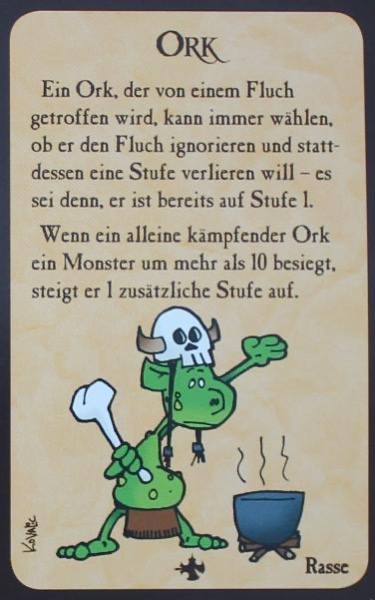 Ork
Ein Ork, der von einem Fluch
getroffen wird, kann immer wählen,
ob er den Fluch ignorieren und statt-
dessen eine Stufe verlieren will – es
sei denn, er ist bereits auf Stufe 1.
Wenn ein alleine kämpfender Ork
ein Monster um mehr als 10 besiegt,
steigt er 1 zusätzliche Stufe auf.
Kovalic
Rasse